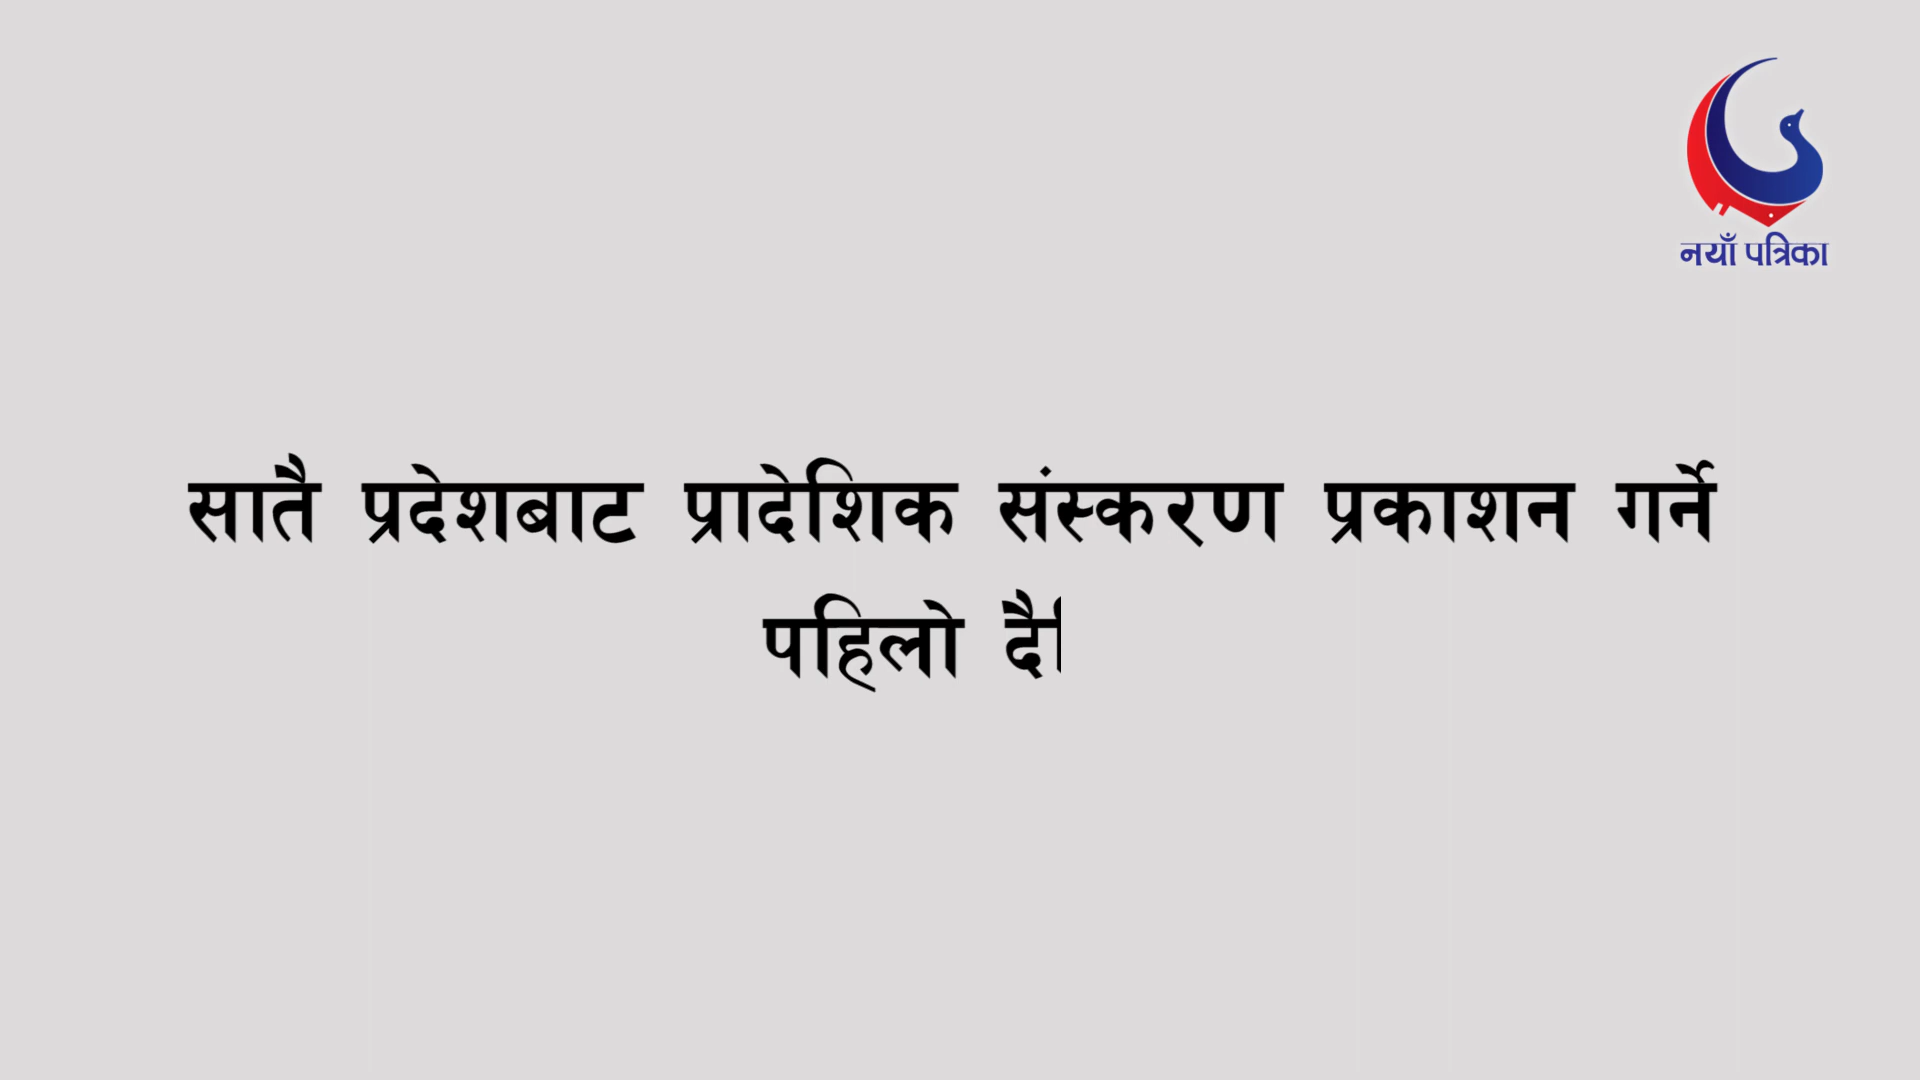 नयाँ पत्रिका
सातै प्रदेशबाट प्रादेशिक संस्करण प्रकाशन गर्ने
पहिलो